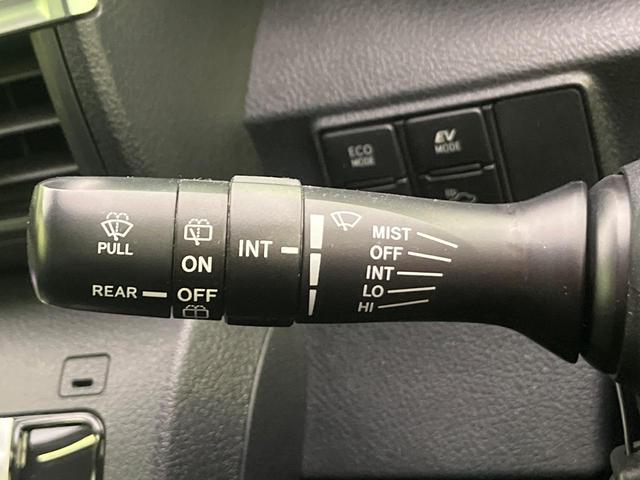 ECO
MODE
EV
MODE
PULL
REAR
ON
OFF
INT
MIST
OFF
INT
LO
HI